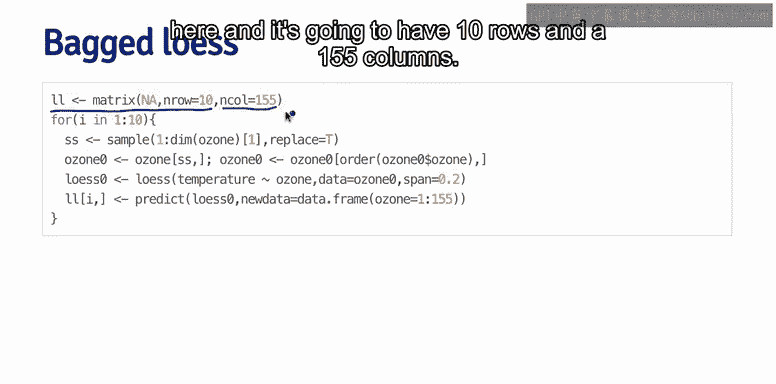 here and it's going to have 10 rows and a
155 columns.
Bagged loess
ll <- matrix(NA,nrow=10,ncol=155)
for(i in 1:10){
  ss <- sample(1:dim(ozone)[1],replace=T)
  ozone0 <- ozone[ss,]; ozone0 <- ozone0[order(ozone0$ozone),]
  loess0 <- loess(temperature ~ ozone,data=ozone0,span=0.2)
  ll[i,] <- predict(loess0,newdata=data.frame(ozone=1:155))
}